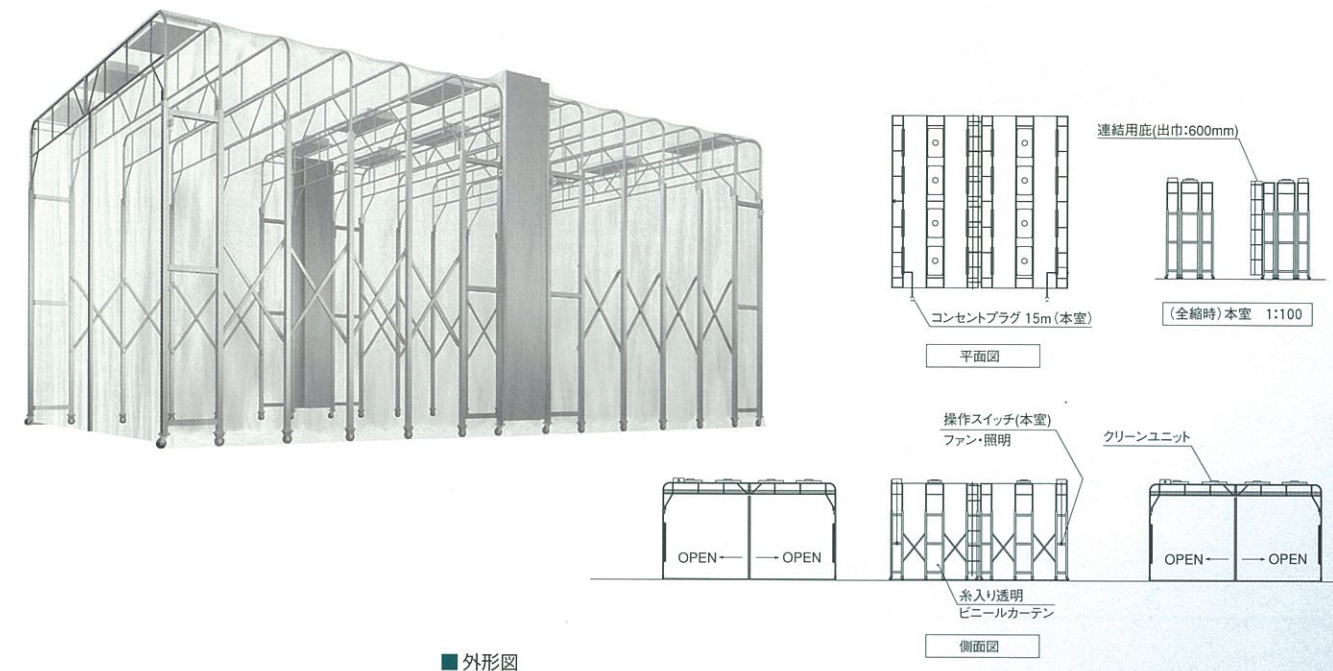 連結用庇(出巾:600mm)
コンセントプラグ 15m(本室)
(全縮時)本室 1:100
平面図
操作スイッチ(本室)
ファン・照明
クリーンユニット
OPEN
OPEN
OPEN
OPEN
糸入り透明
ビニールカーテン
側面図
■ 外形図